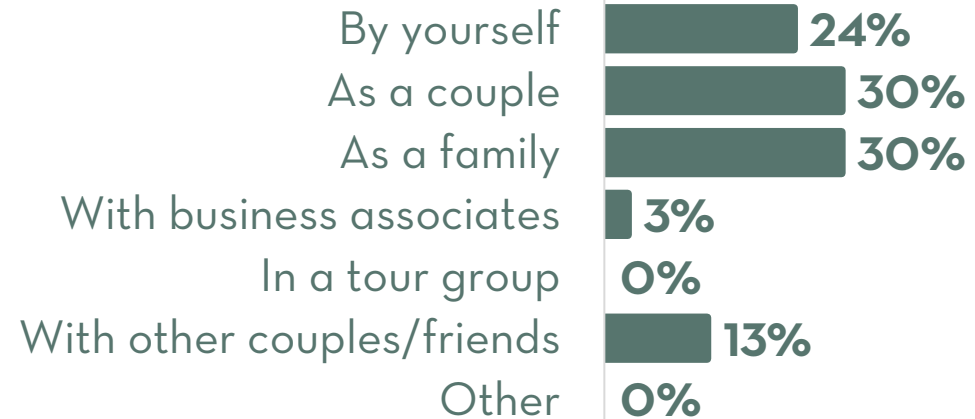 By yourself 24%
As a couple 30%
As a family 30%
With business associates 3%
In a tour group 0%
With other couples/friends 13%
Other 0%